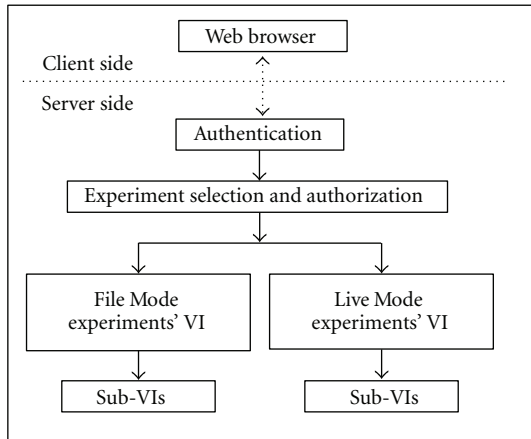 Web browser
Client side
Server side
Authentication
Experiment selection and authorization
File Mode
experiments' VI
Live Mode
experiments' VI
Sub-VIs
Sub-VIs